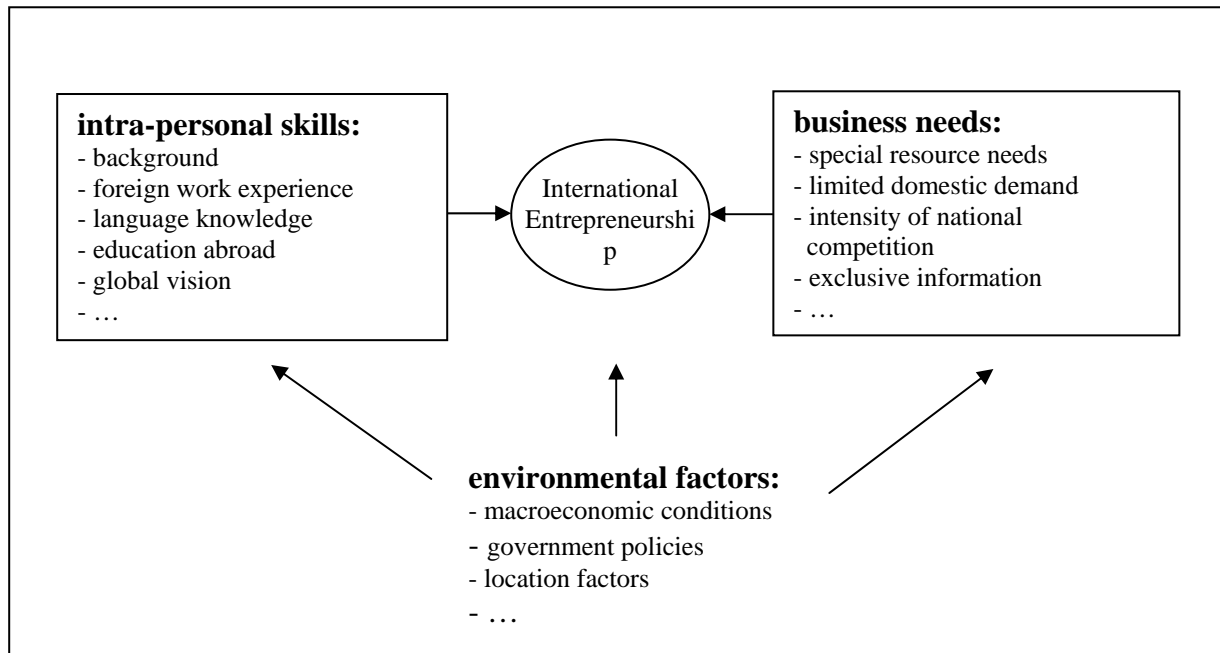 intra-personal skills:
- background
- foreign work experience
- language knowledge
- education abroad
- global vision
- …
International
Entrepreneurshi
p
business needs:
- special resource needs
- limited domestic demand
- intensity of national
competition
- exclusive information
- …
environmental factors:
- macroeconomic conditions
- government policies
- location factors
- …